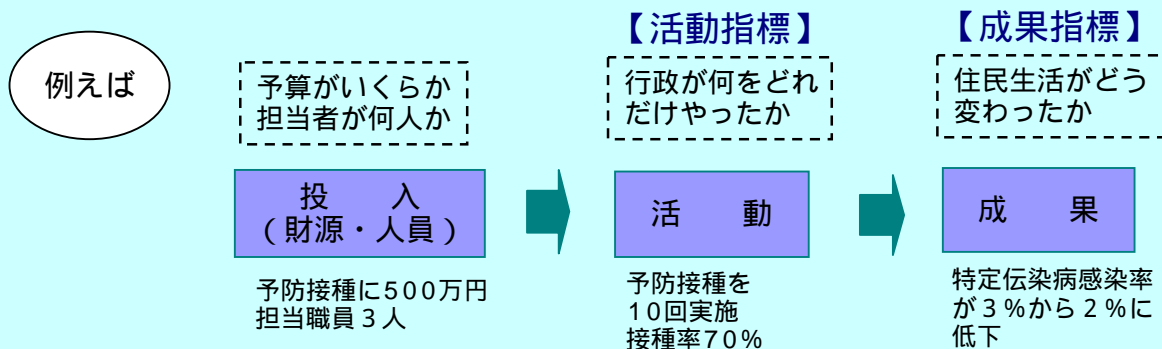 例えば
予算がいくらか
担当者が何人か
投　　入
（財源・人員）
予防接種に500万円
担当職員３人
【活動指標】
行政が何をどれ
だけやったか
活　　動
予防接種を
10回実施
接種率70%
【成果指標】
住民生活がどう
変わったか
成　　果
特定伝染病感染率
が３％から２％に
低下